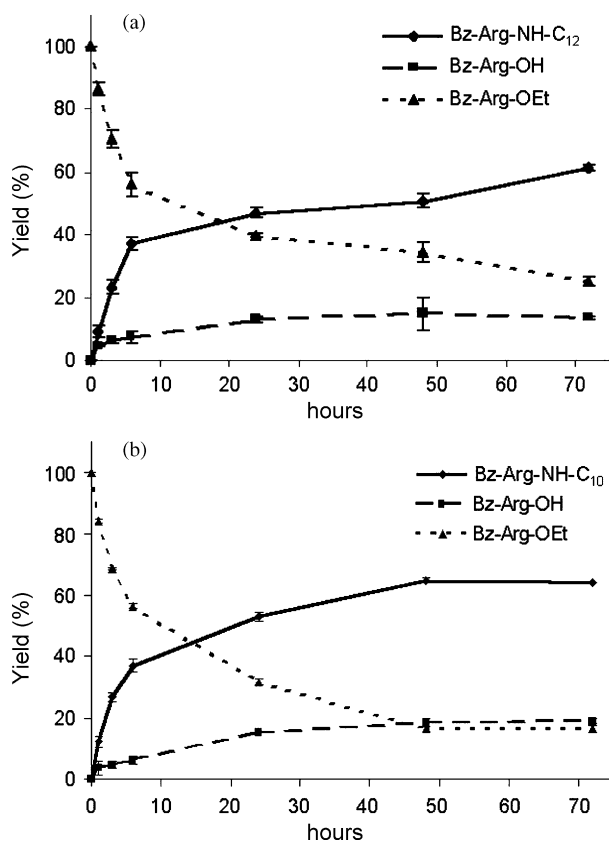 (a)
Bz-Arg-NH-C12
Bz-Arg-OH
Bz-Arg-OEt
Yield (%)
100
80
60
40
20
0
0 10 20 30 40 50 60 70
hours
(b)
Bz-Arg-NH-C10
Bz-Arg-OH
Bz-Arg-OEt
Yield (%)
100
80
60
40
20
0
0 10 20 30 40 50 60 70
hours